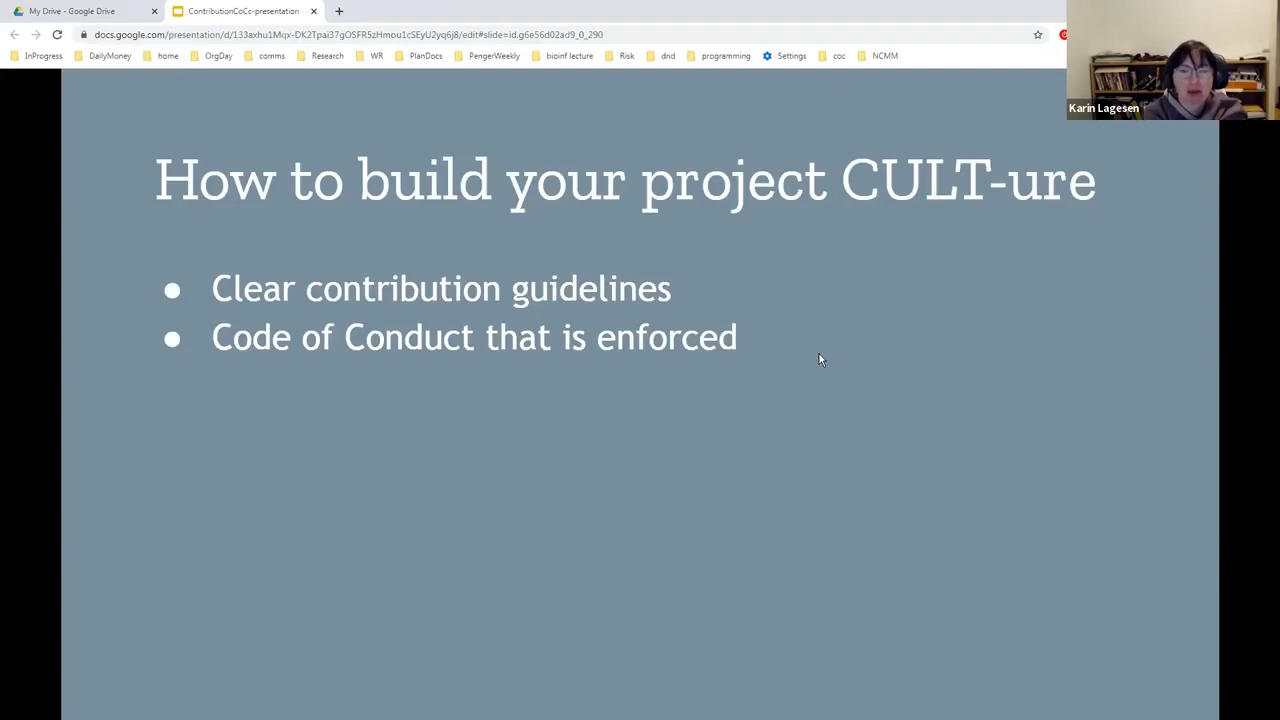 My Drive - Google Drive
ContributionCoCc-presentation
docs.google.com/presentation/d/133axhu1Mqx-DK2Tpai37gOSFR5zHmou1cSEyU2yq6j8/edit#slide=id.g6e56d02ad9_0_290
InProgress DailyMoney home OrgDay comms Research WR PlanDocs PengerWeekly bioinf lecture Risk dnd programming Settings coc NCMM
Karin Lagesen
How to build your project CULT-ure
● Clear contribution guidelines
● Code of Conduct that is enforced